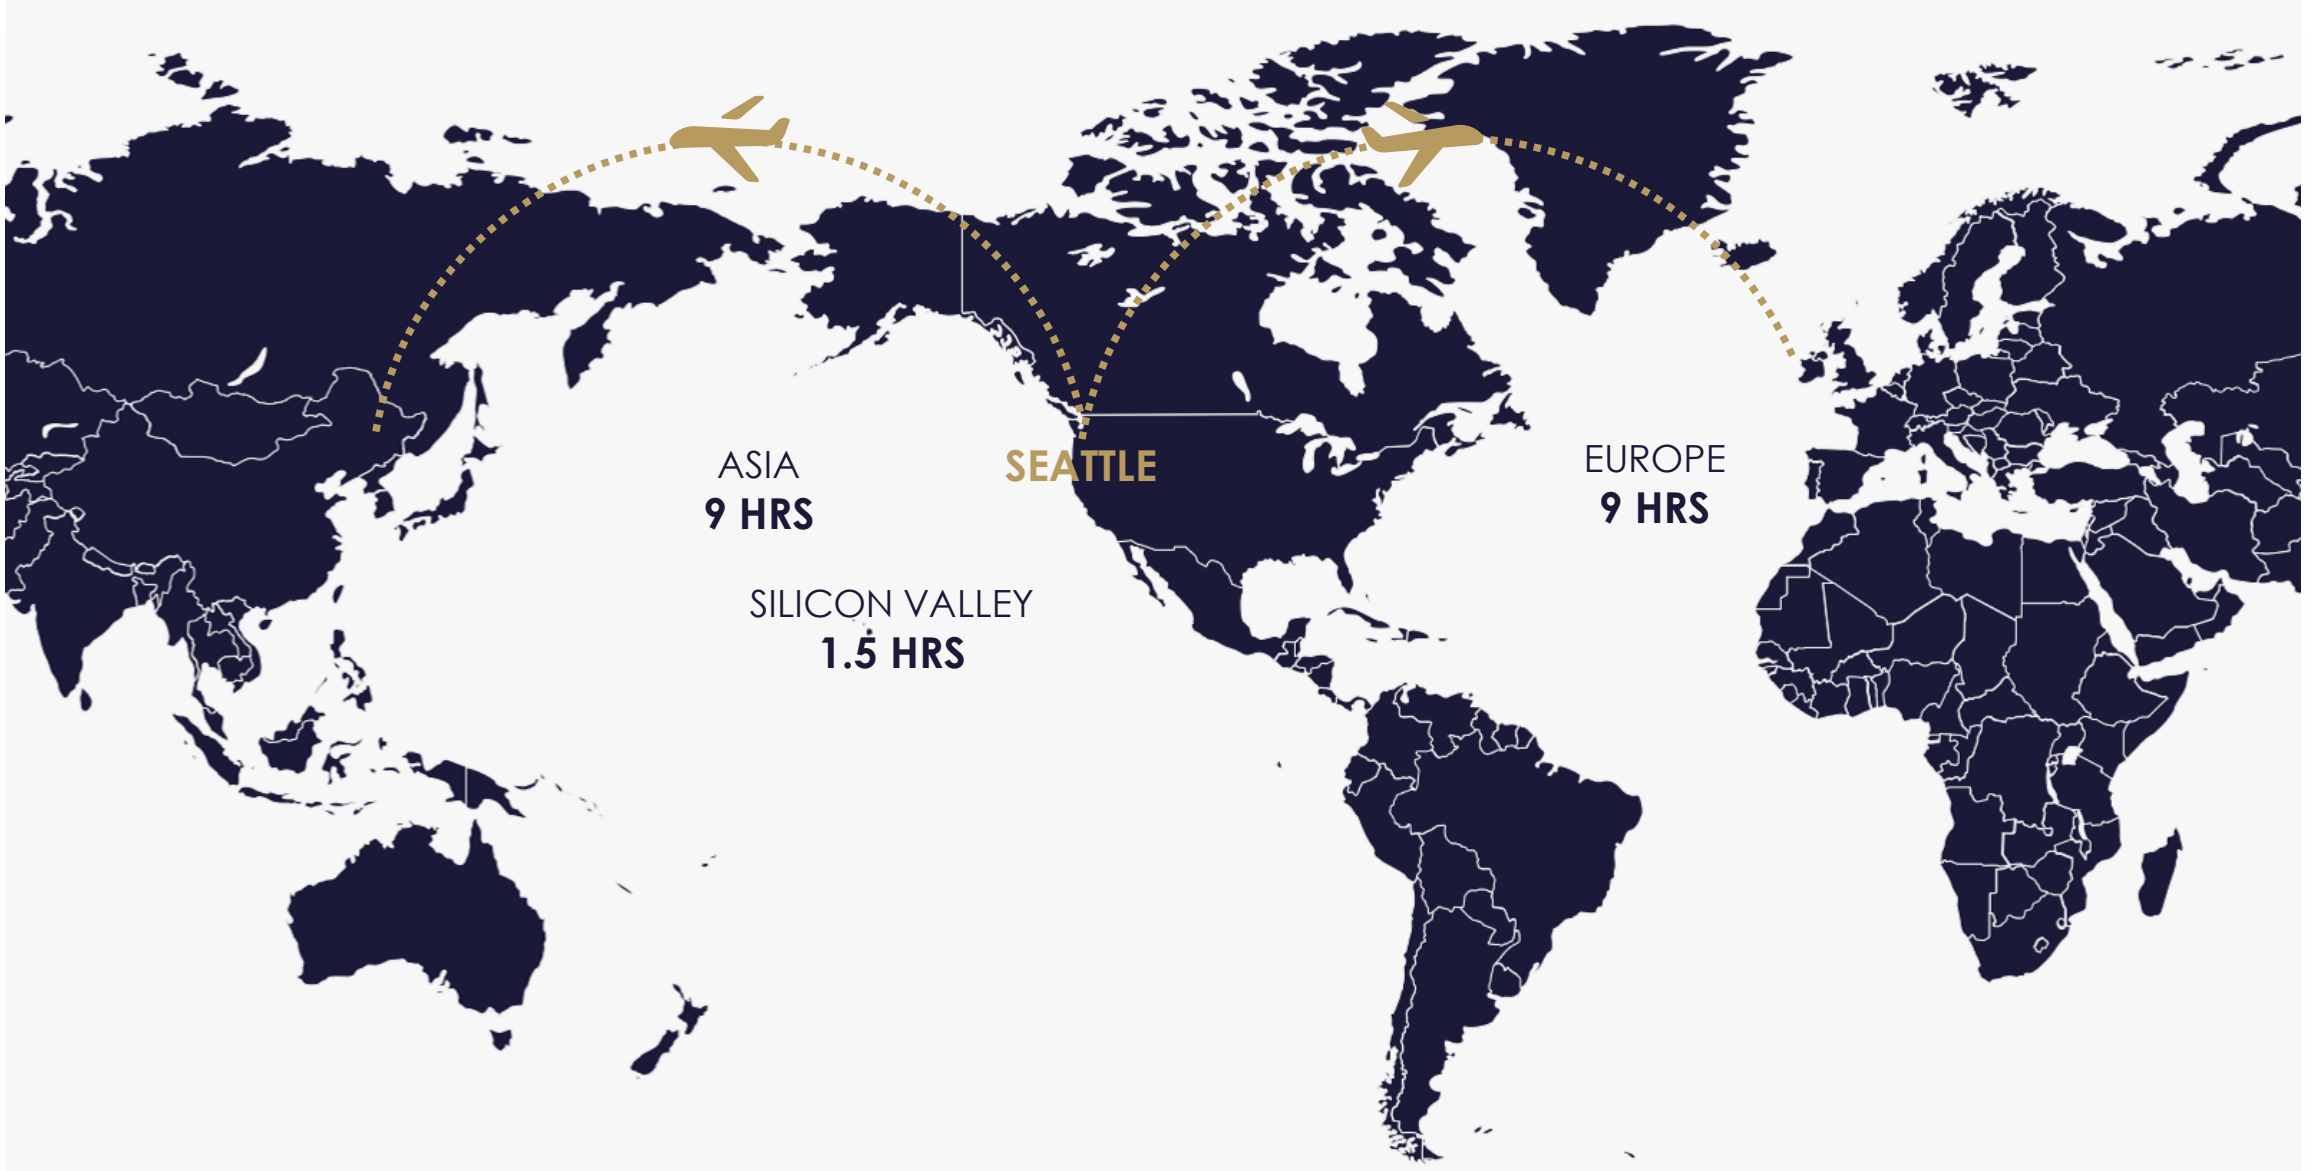 ASIA
9 HRS
SEATTLE
EUROPE
9 HRS
SILICON VALLEY
1.5 HRS